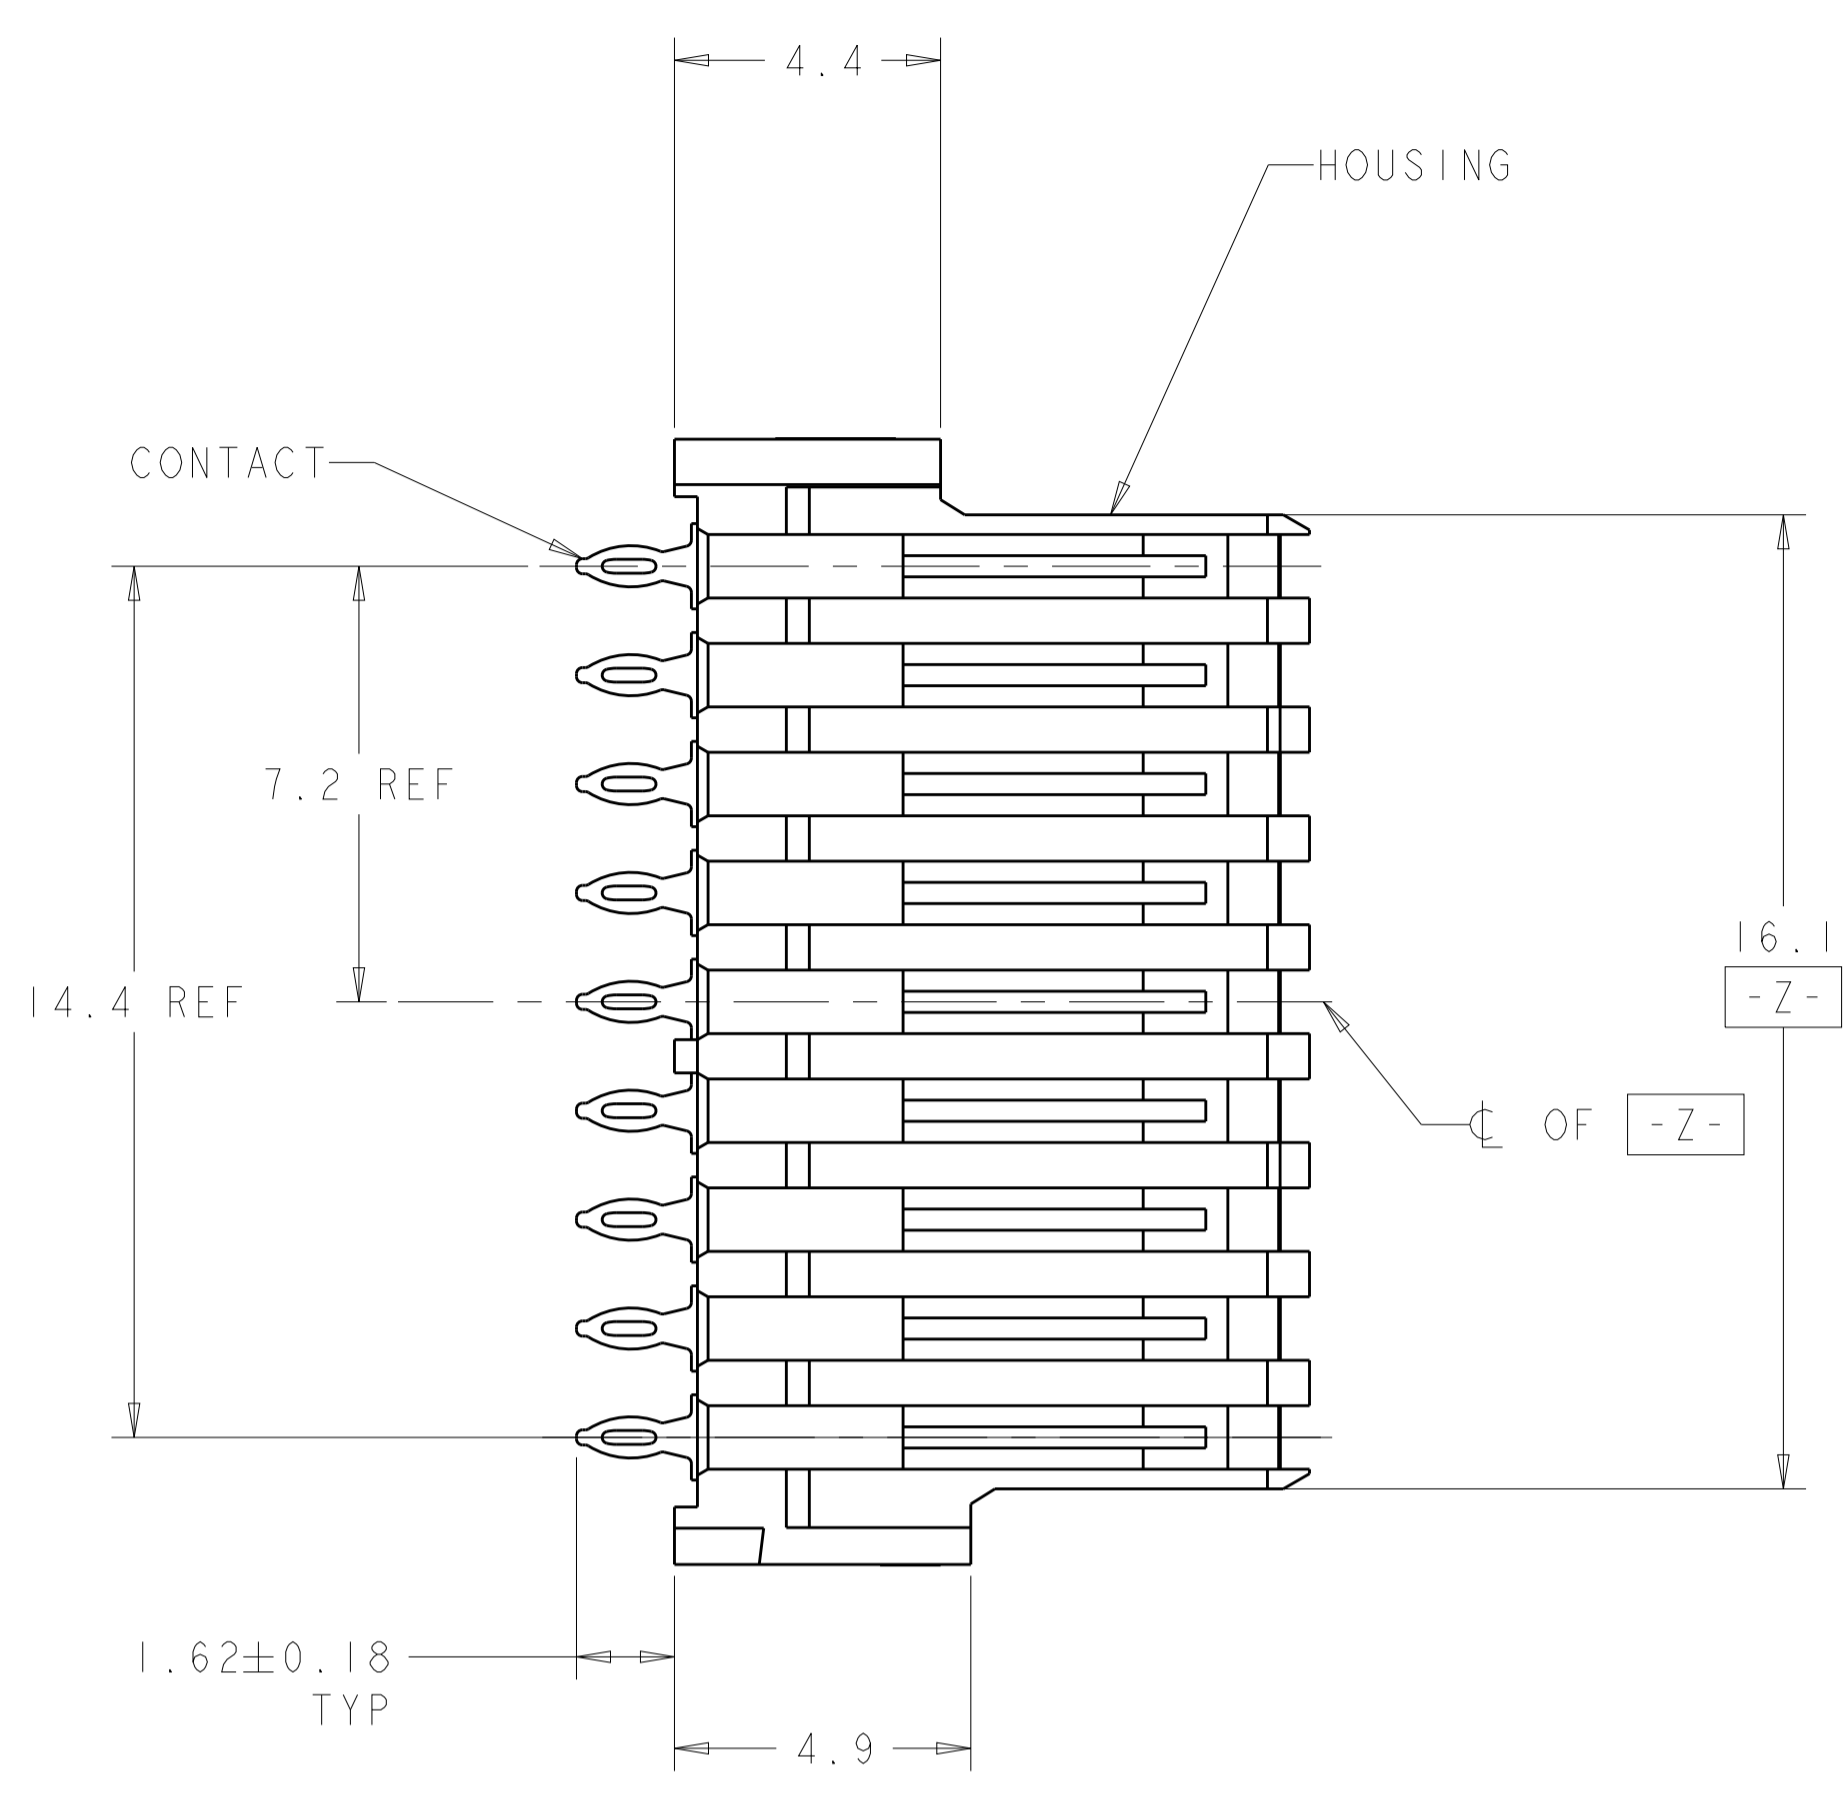 4.4
HOUSING
CONTACT
7.2 REF
16.1
-Z-
14.4 REF
℄ OF -Z-
1.62±0.18
TYP
4.9